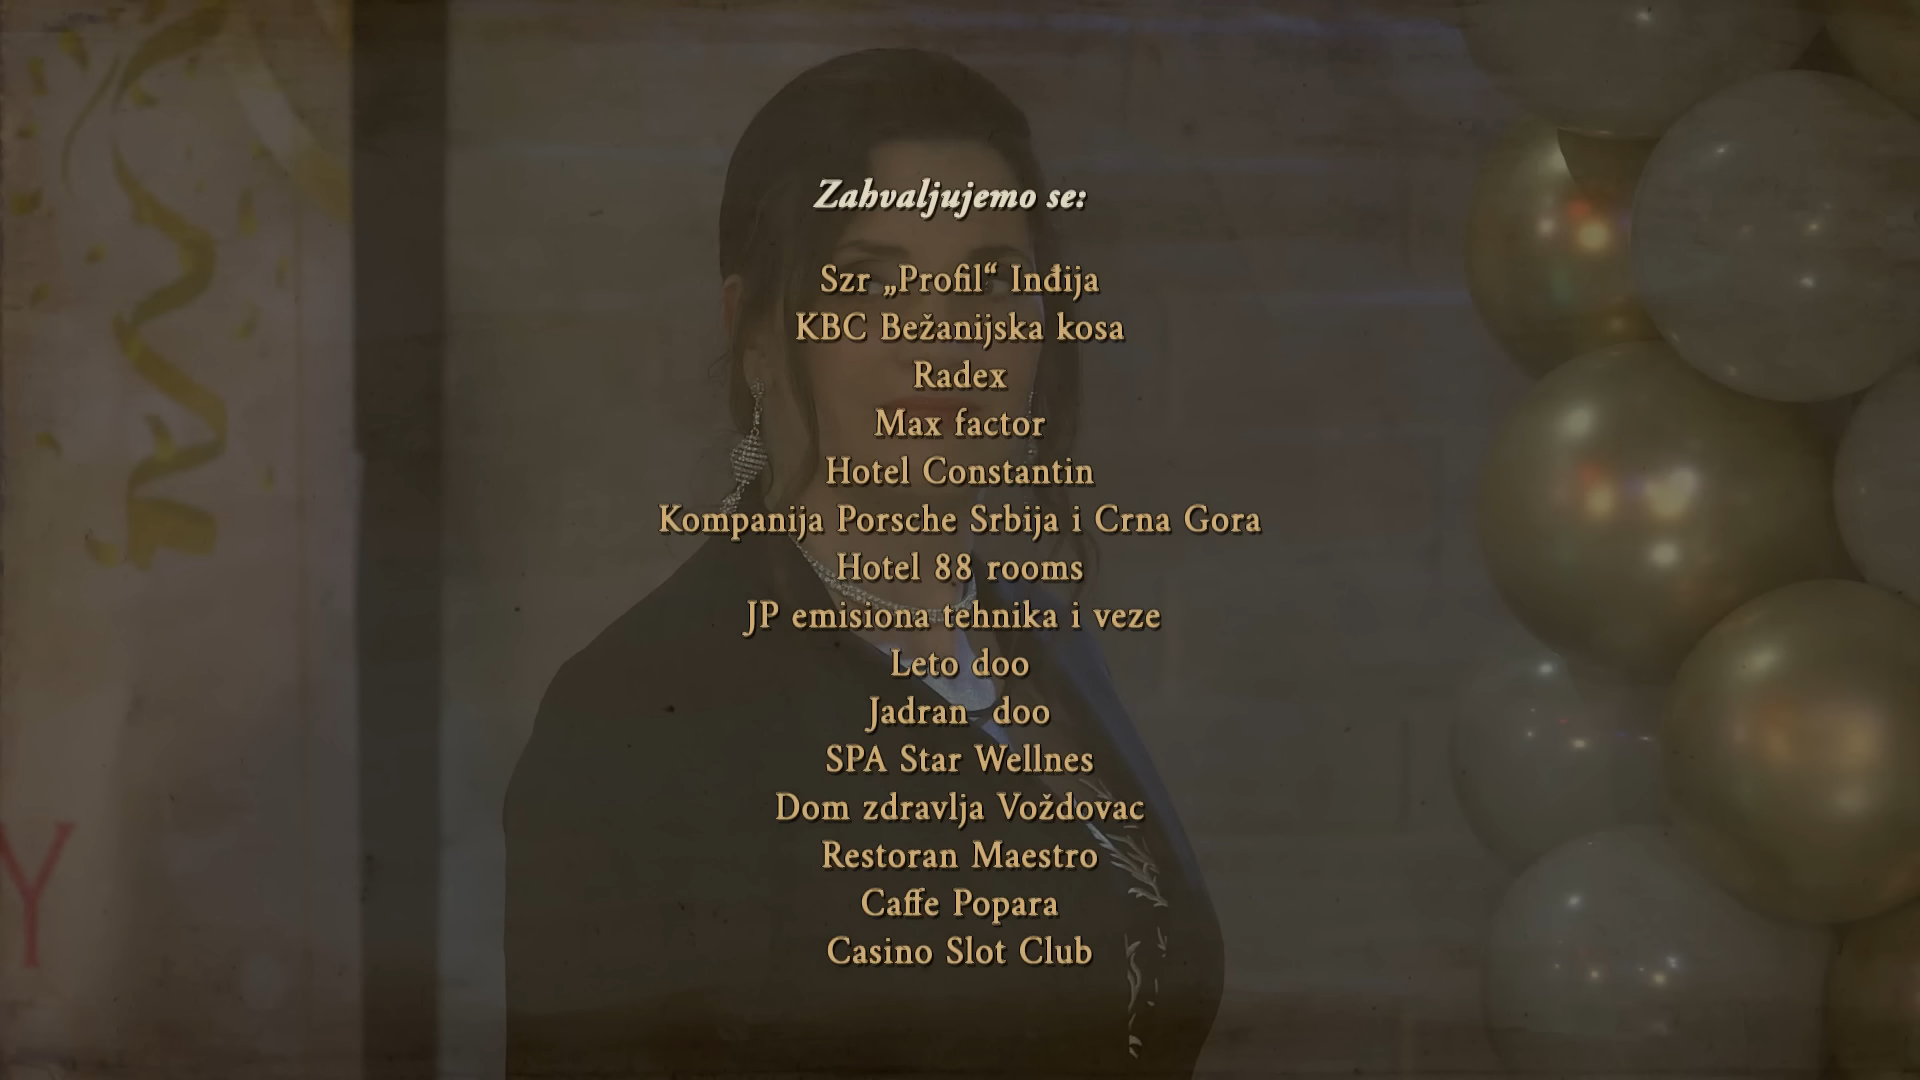 Zahvaljujemo se:
Szr „Profil“ Inđija
KBC Bežanijska kosa
Radex
Max factor
Hotel Constantin
Kompanija Porsche Srbija i Crna Gora
Hotel 88 rooms
JP emisiona tehnika i veze
Leto doo
Jadran doo
SPA Star Wellnes
Dom zdravlja Voždovac
Restoran Maestro
Caffe Popara
Casino Slot Club
Y